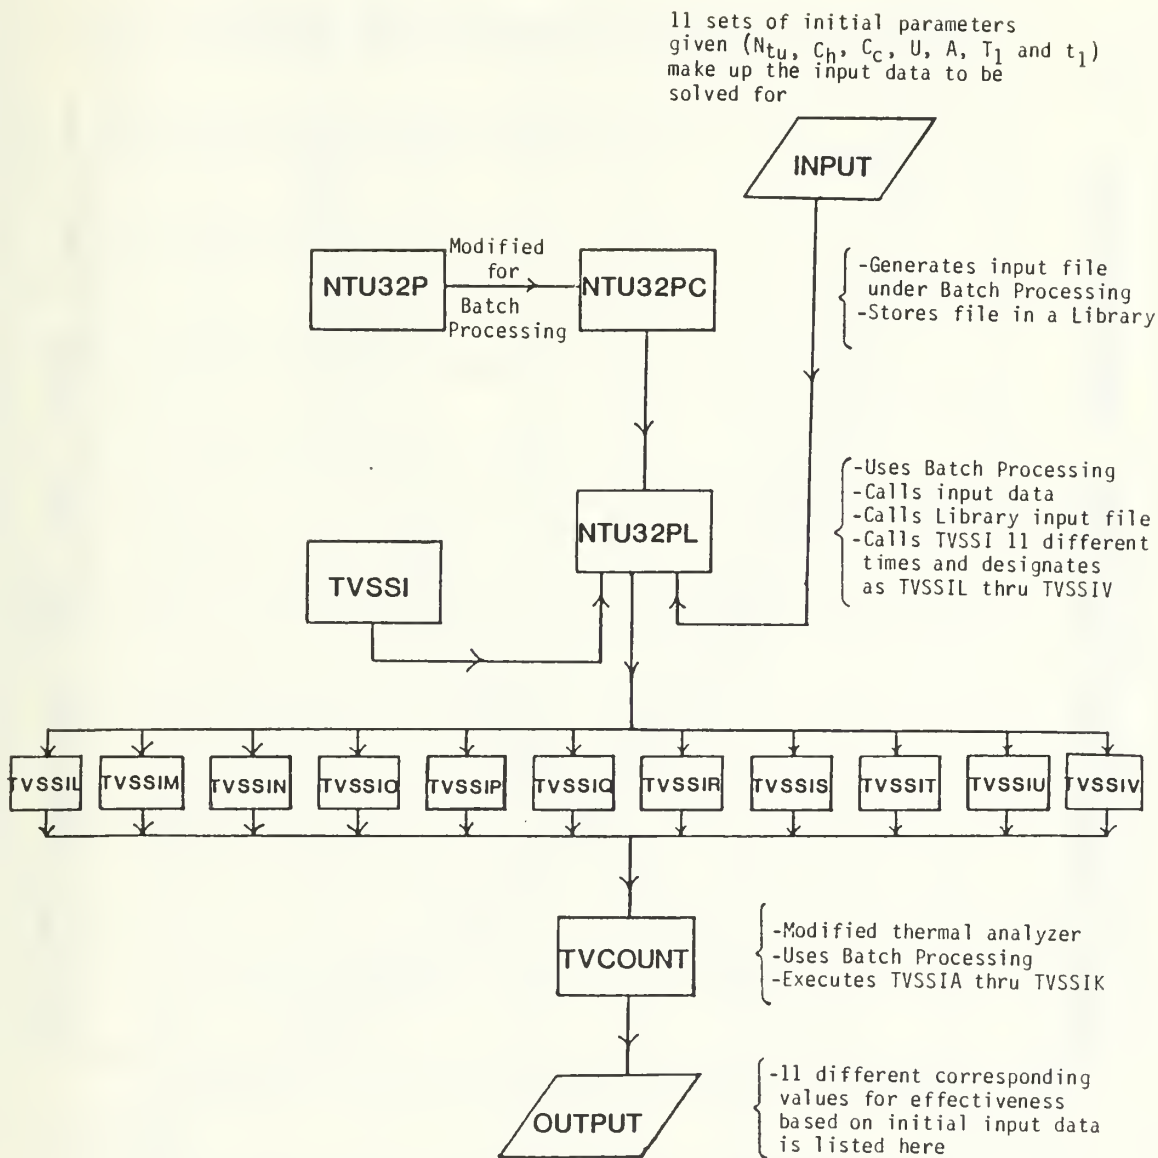 11 sets of initial parameters
given (Ntu, Ch, Cc, U, A, T1 and t1)
make up the input data to be
solved for
INPUT
NTU32P
Modified
for
Batch
Processing
NTU32PC
-Generates input file
under Batch Processing
-Stores file in a Library
NTU32PL
-Uses Batch Processing
-Calls input data
-Calls Library input file
-Calls TVSSI 11 different
times and designates
as TVSSIL thru TVSSIV
TVSSI
TVSSIL
TVSSIM
TVSSIN
TVSSIO
TVSSIP
TVSSIQ
TVSSIR
TVSSIS
TVSSIT
TVSSIU
TVSSIV
TVCOUNT
-Modified thermal analyzer
-Uses Batch Processing
-Executes TVSSIA thru TVSSIK
OUTPUT
-11 different corresponding
values for effectiveness
based on initial input data
is listed here